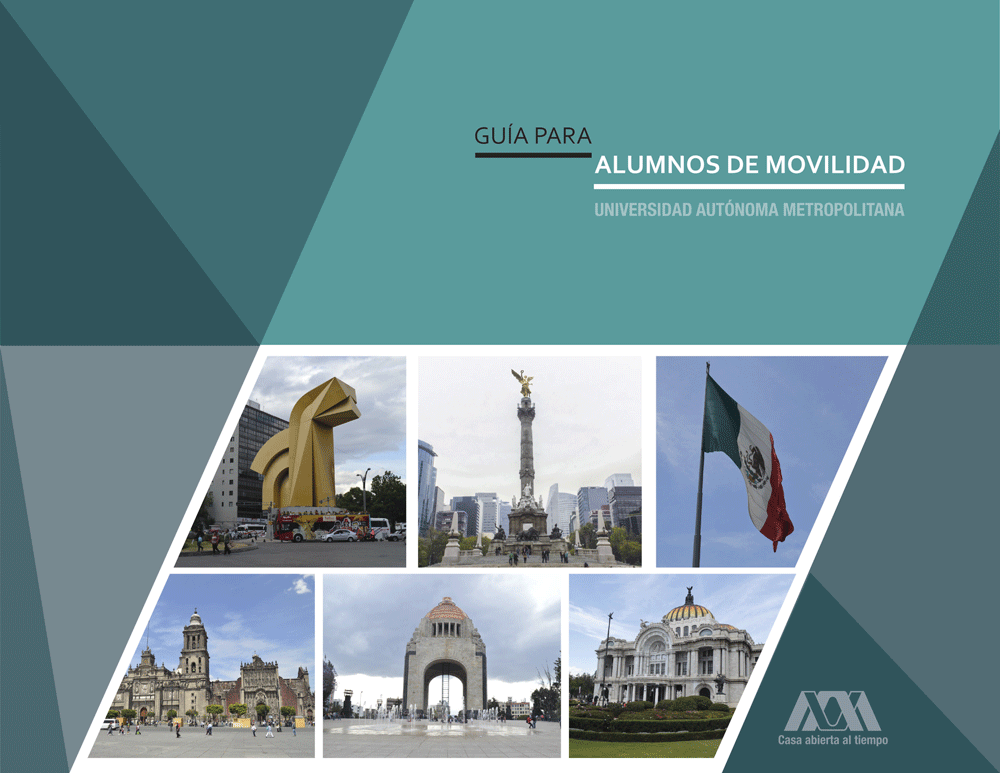 GUÍA PARA
ALUMNOS DE MOVILIDAD
UNIVERSIDAD AUTÓNOMA METROPOLITANA
Casa abierta al tiempo